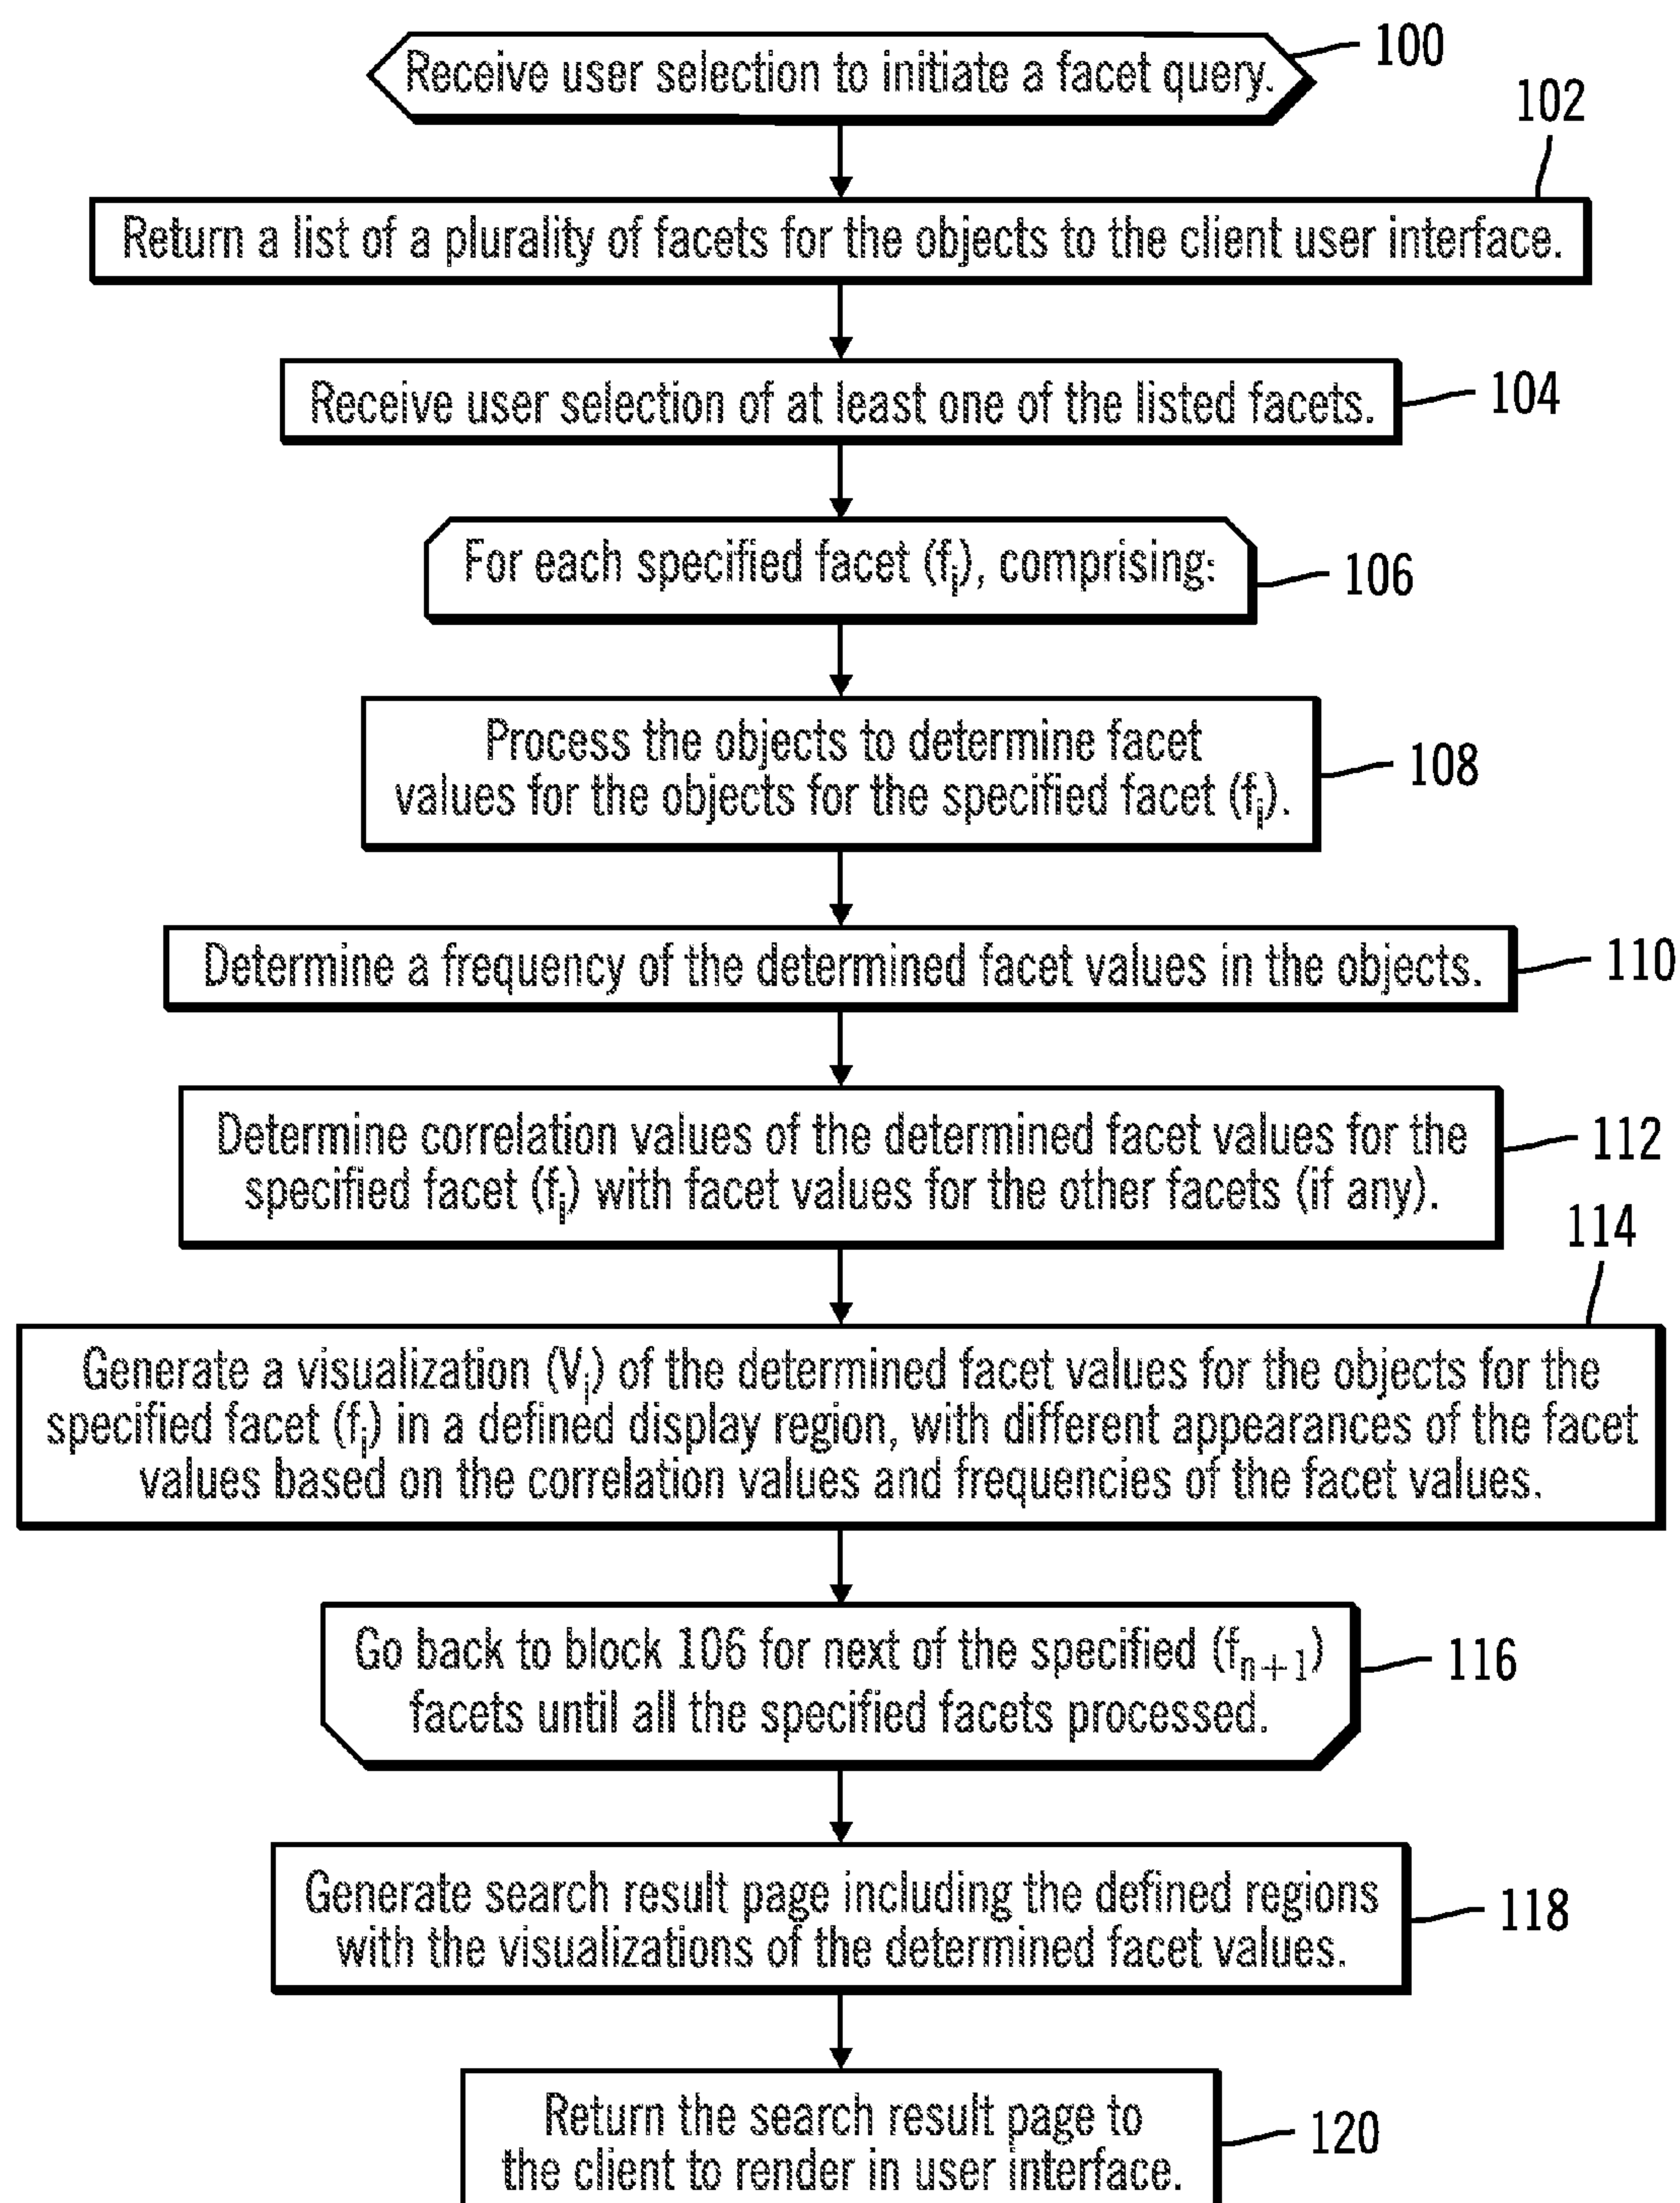 Receive user selection to initiate a facet query.
100
102
Return a list of a plurality of facets for the objects to the client user interface.
Receive user selection of at least one of the listed facets.
104
For each specified facet (fi), comprising:
106
Process the objects to determine facet
values for the objects for the specified facet (fi).
108
Determine a frequency of the determined facet values in the objects.
110
Determine correlation values of the determined facet values for the
specified facet (fi) with facet values for the other facets (if any).
112
114
Generate a visualization (Vi) of the determined facet values for the objects for the
specified facet (fi) in a defined display region, with different appearances of the facet
values based on the correlation values and frequencies of the facet values.
Go back to block 106 for next of the specified (fn+1)
facets until all the specified facets processed.
116
Generate search result page including the defined regions
with the visualizations of the determined facet values.
118
Return the search result page to
the client to render in user interface.
120